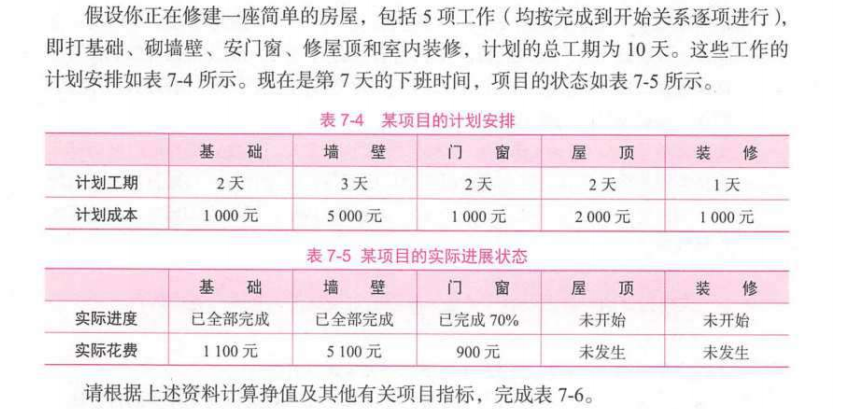 假设你正在修建一座简单的房屋，包括 5 项工作（均按完成到开始关系逐项进行），
即打基础、砌墙壁、安门窗、修屋顶和室内装修，计划的总工期为 10 天。这些工作的
计划安排如表 7-4 所示。现在是第 7 天的下班时间，项目的状态如表 7-5 所示。
表 7-4 某项目的计划安排
基 础 墙 壁 门 窗 屋 顶 装 修
计划工期 2 天 3 天 2 天 2 天 1 天
计划成本 1 000 元 5 000 元 1 000 元 2 000 元 1 000 元
表 7-5 某项目的实际进展状态
基 础 墙 壁 门 窗 屋 顶 装 修
实际进度 已全部完成 已全部完成 已完成 70% 未开始 未开始
实际花费 1 100 元 5 100 元 900 元 未发生 未发生
请根据上述资料计算挣值及其他有关项目指标，完成表 7-6。